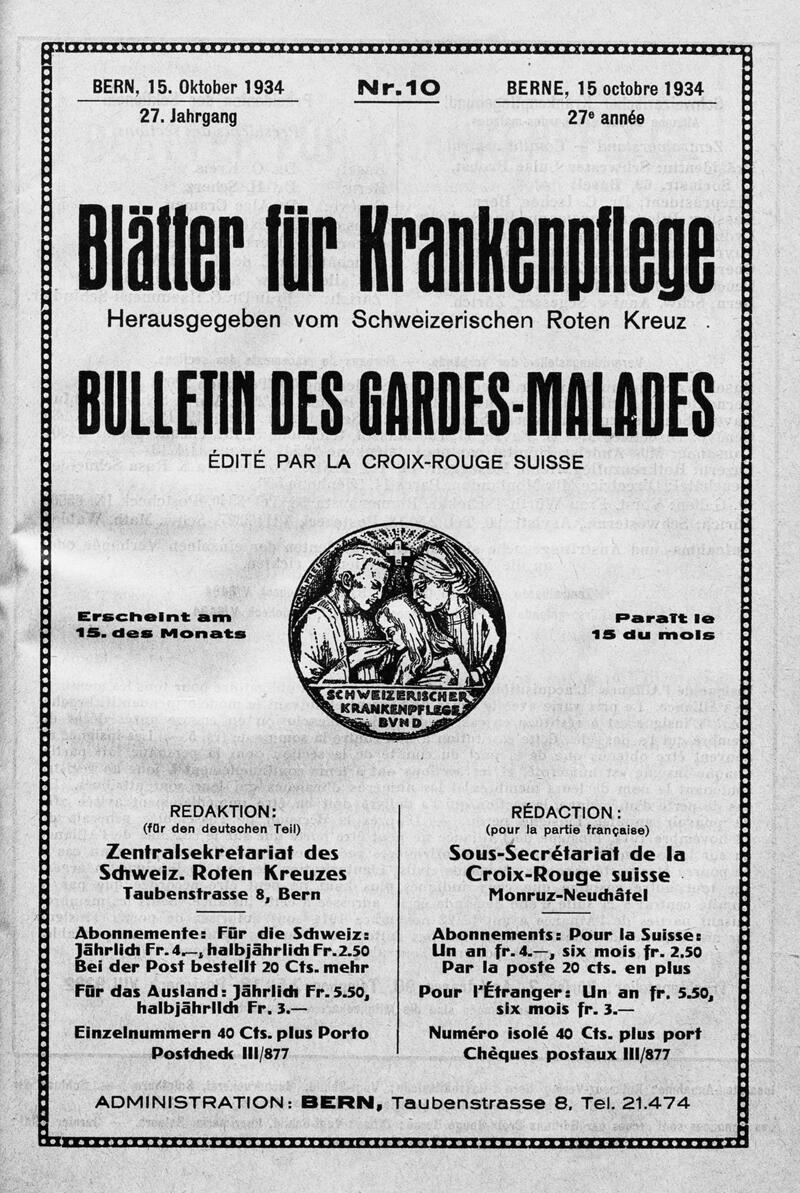 BERN, 15. Oktober 1934
27. Jahrgang
Nr. 10
BERNE, 15 octobre 1934
27e année
Blätter für Krankenpflege
Herausgegeben vom Schweizerischen Roten Kreuz
BULLETIN DES GARDES-MALADES
ÉDITÉ PAR LA CROIX-ROUGE SUISSE
Erscheint am
15. des Monats
SCHWEIZERISCHER
KRANKENPFLEGE
BVND
Paraît le
15 du mois
REDAKTION:
(für den deutschen Teil)
Zentralsekretariat des
Schweiz. Roten Kreuzes
Taubenstrasse 8, Bern
Abonnemente: Für die Schweiz:
Jährlich Fr. 4.—, halbjährlich Fr. 2.50
Bei der Post bestellt 20 Cts. mehr
Für das Ausland: Jährlich Fr. 5.50,
halbjährlich Fr. 3.—
Einzelnummern 40 Cts. plus Porto
Postcheck III/877
RÉDACTION:
(pour la partie française)
Sous-Secrétariat de la
Croix-Rouge suisse
Monruz-Neuchâtel
Abonnements: Pour la Suisse:
Un an fr. 4.—, six mois fr. 2.50
Par la poste 20 cts. en plus
Pour l'Étranger: Un an fr. 5.50,
six mois fr. 3.—
Numéro isolé 40 Cts. plus port
Chèques postaux III/877
ADMINISTRATION: BERN, Taubenstrasse 8, Tel. 21.474